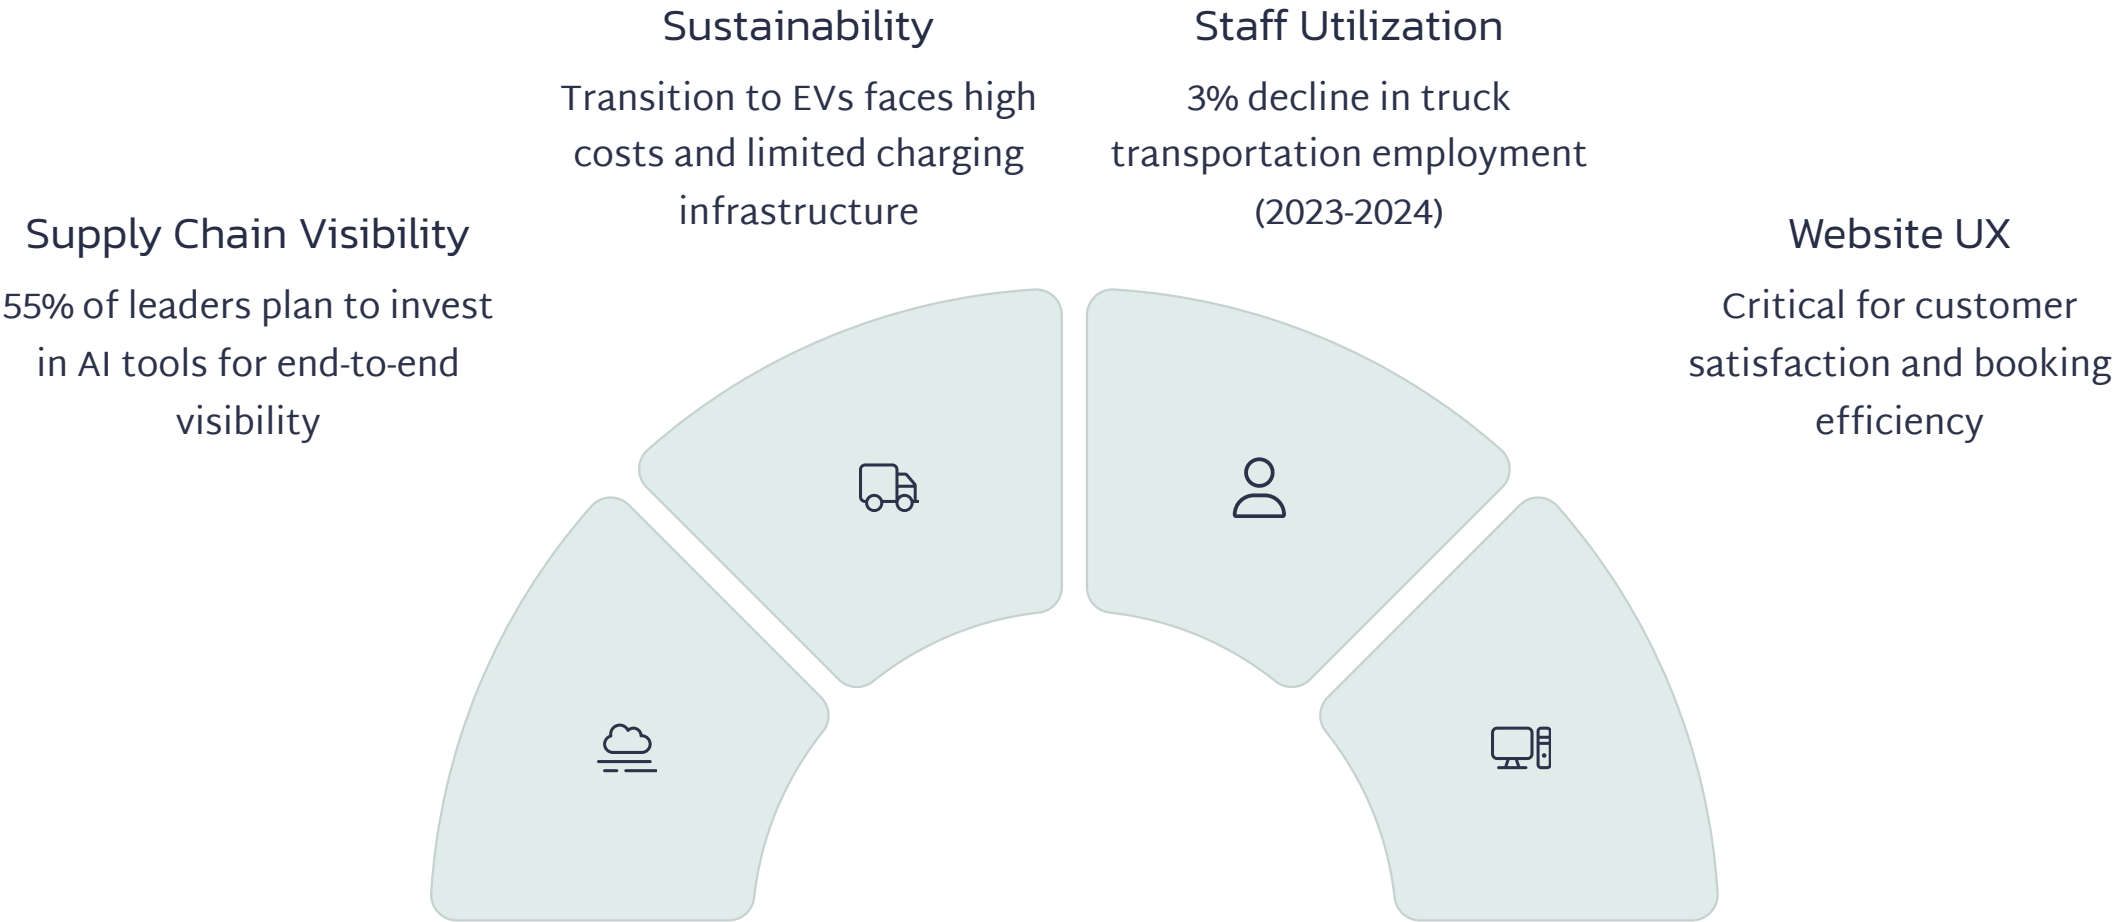 Supply Chain Visibility
55% of leaders plan to invest
in AI tools for end-to-end
visibility
Sustainability
Transition to EVs faces high
costs and limited charging
infrastructure
Staff Utilization
3% decline in truck
transportation employment
(2023-2024)
Website UX
Critical for customer
satisfaction and booking
efficiency